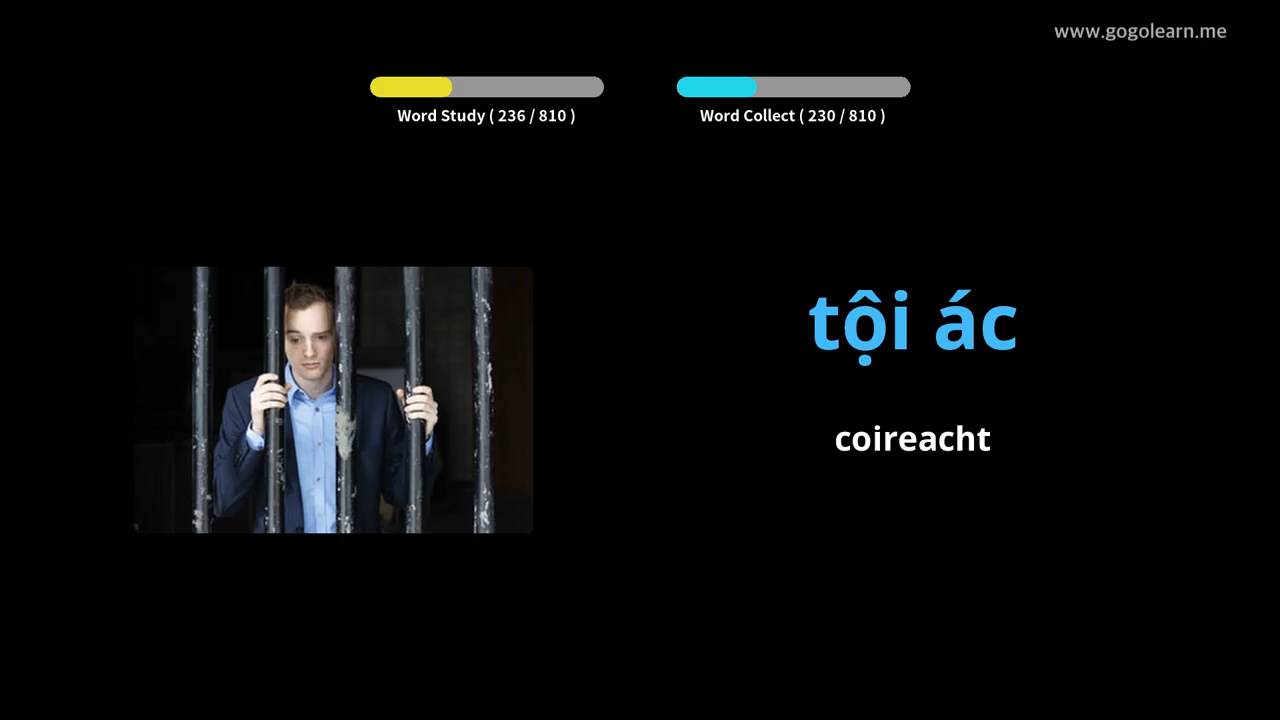 www.gogolearn.me
Word Study ( 236 / 810 )
Word Collect ( 230 / 810 )
tội ác
coireacht